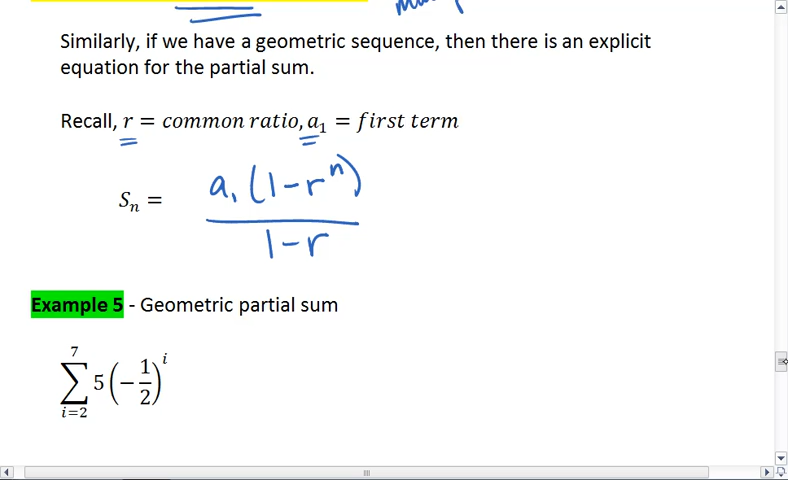 Similarly, if we have a geometric sequence, then there is an explicit
equation for the partial sum.
Recall, r = common ratio, a₁ = first term
Sₙ = a₁(1-rⁿ) / 1-r
Example 5 - Geometric partial sum
7
∑ 5(-1/2)^i
i=2